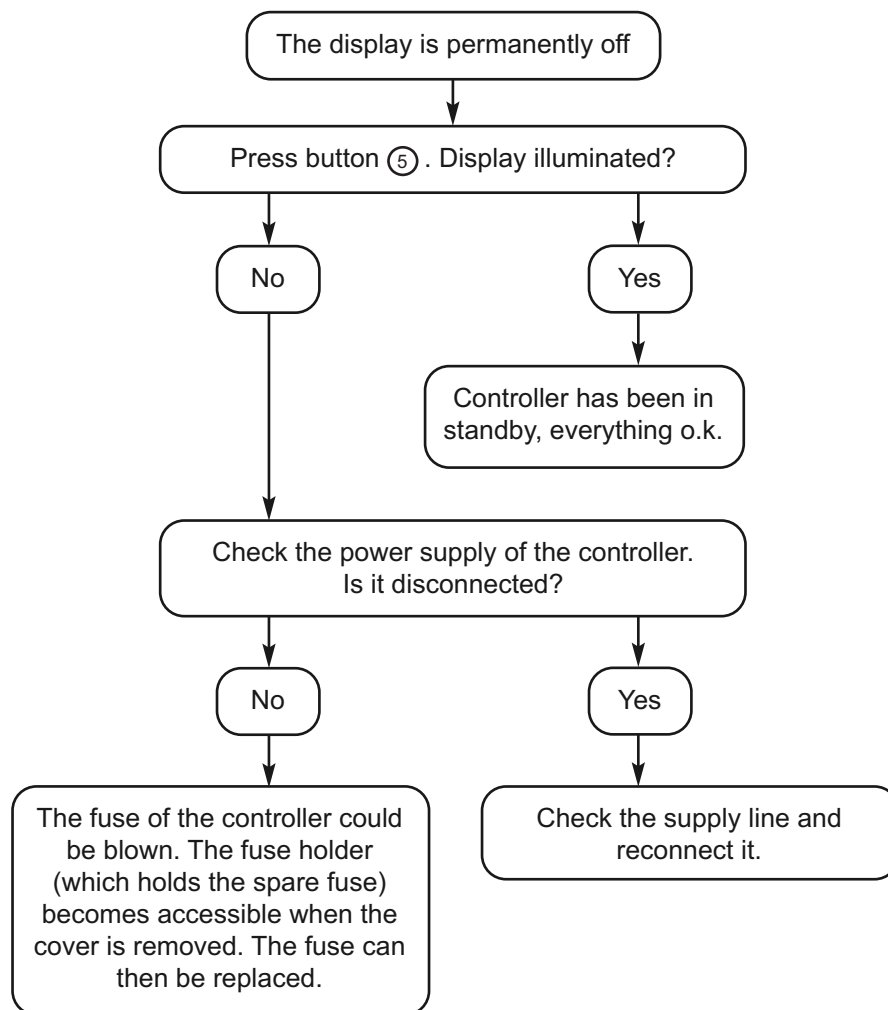 The display is permanently off
Press button ⑤ . Display illuminated?
No
Yes
Controller has been in
standby, everything o.k.
Check the power supply of the controller.
Is it disconnected?
No
Yes
The fuse of the controller could
be blown. The fuse holder
(which holds the spare fuse)
becomes accessible when the
cover is removed. The fuse can
then be replaced.
Check the supply line and
reconnect it.